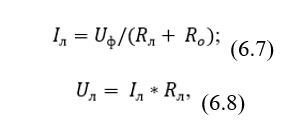 Iл = Uф/(Rл + Rо); (6.7)
Uл = Iл * Rл, (6.8)